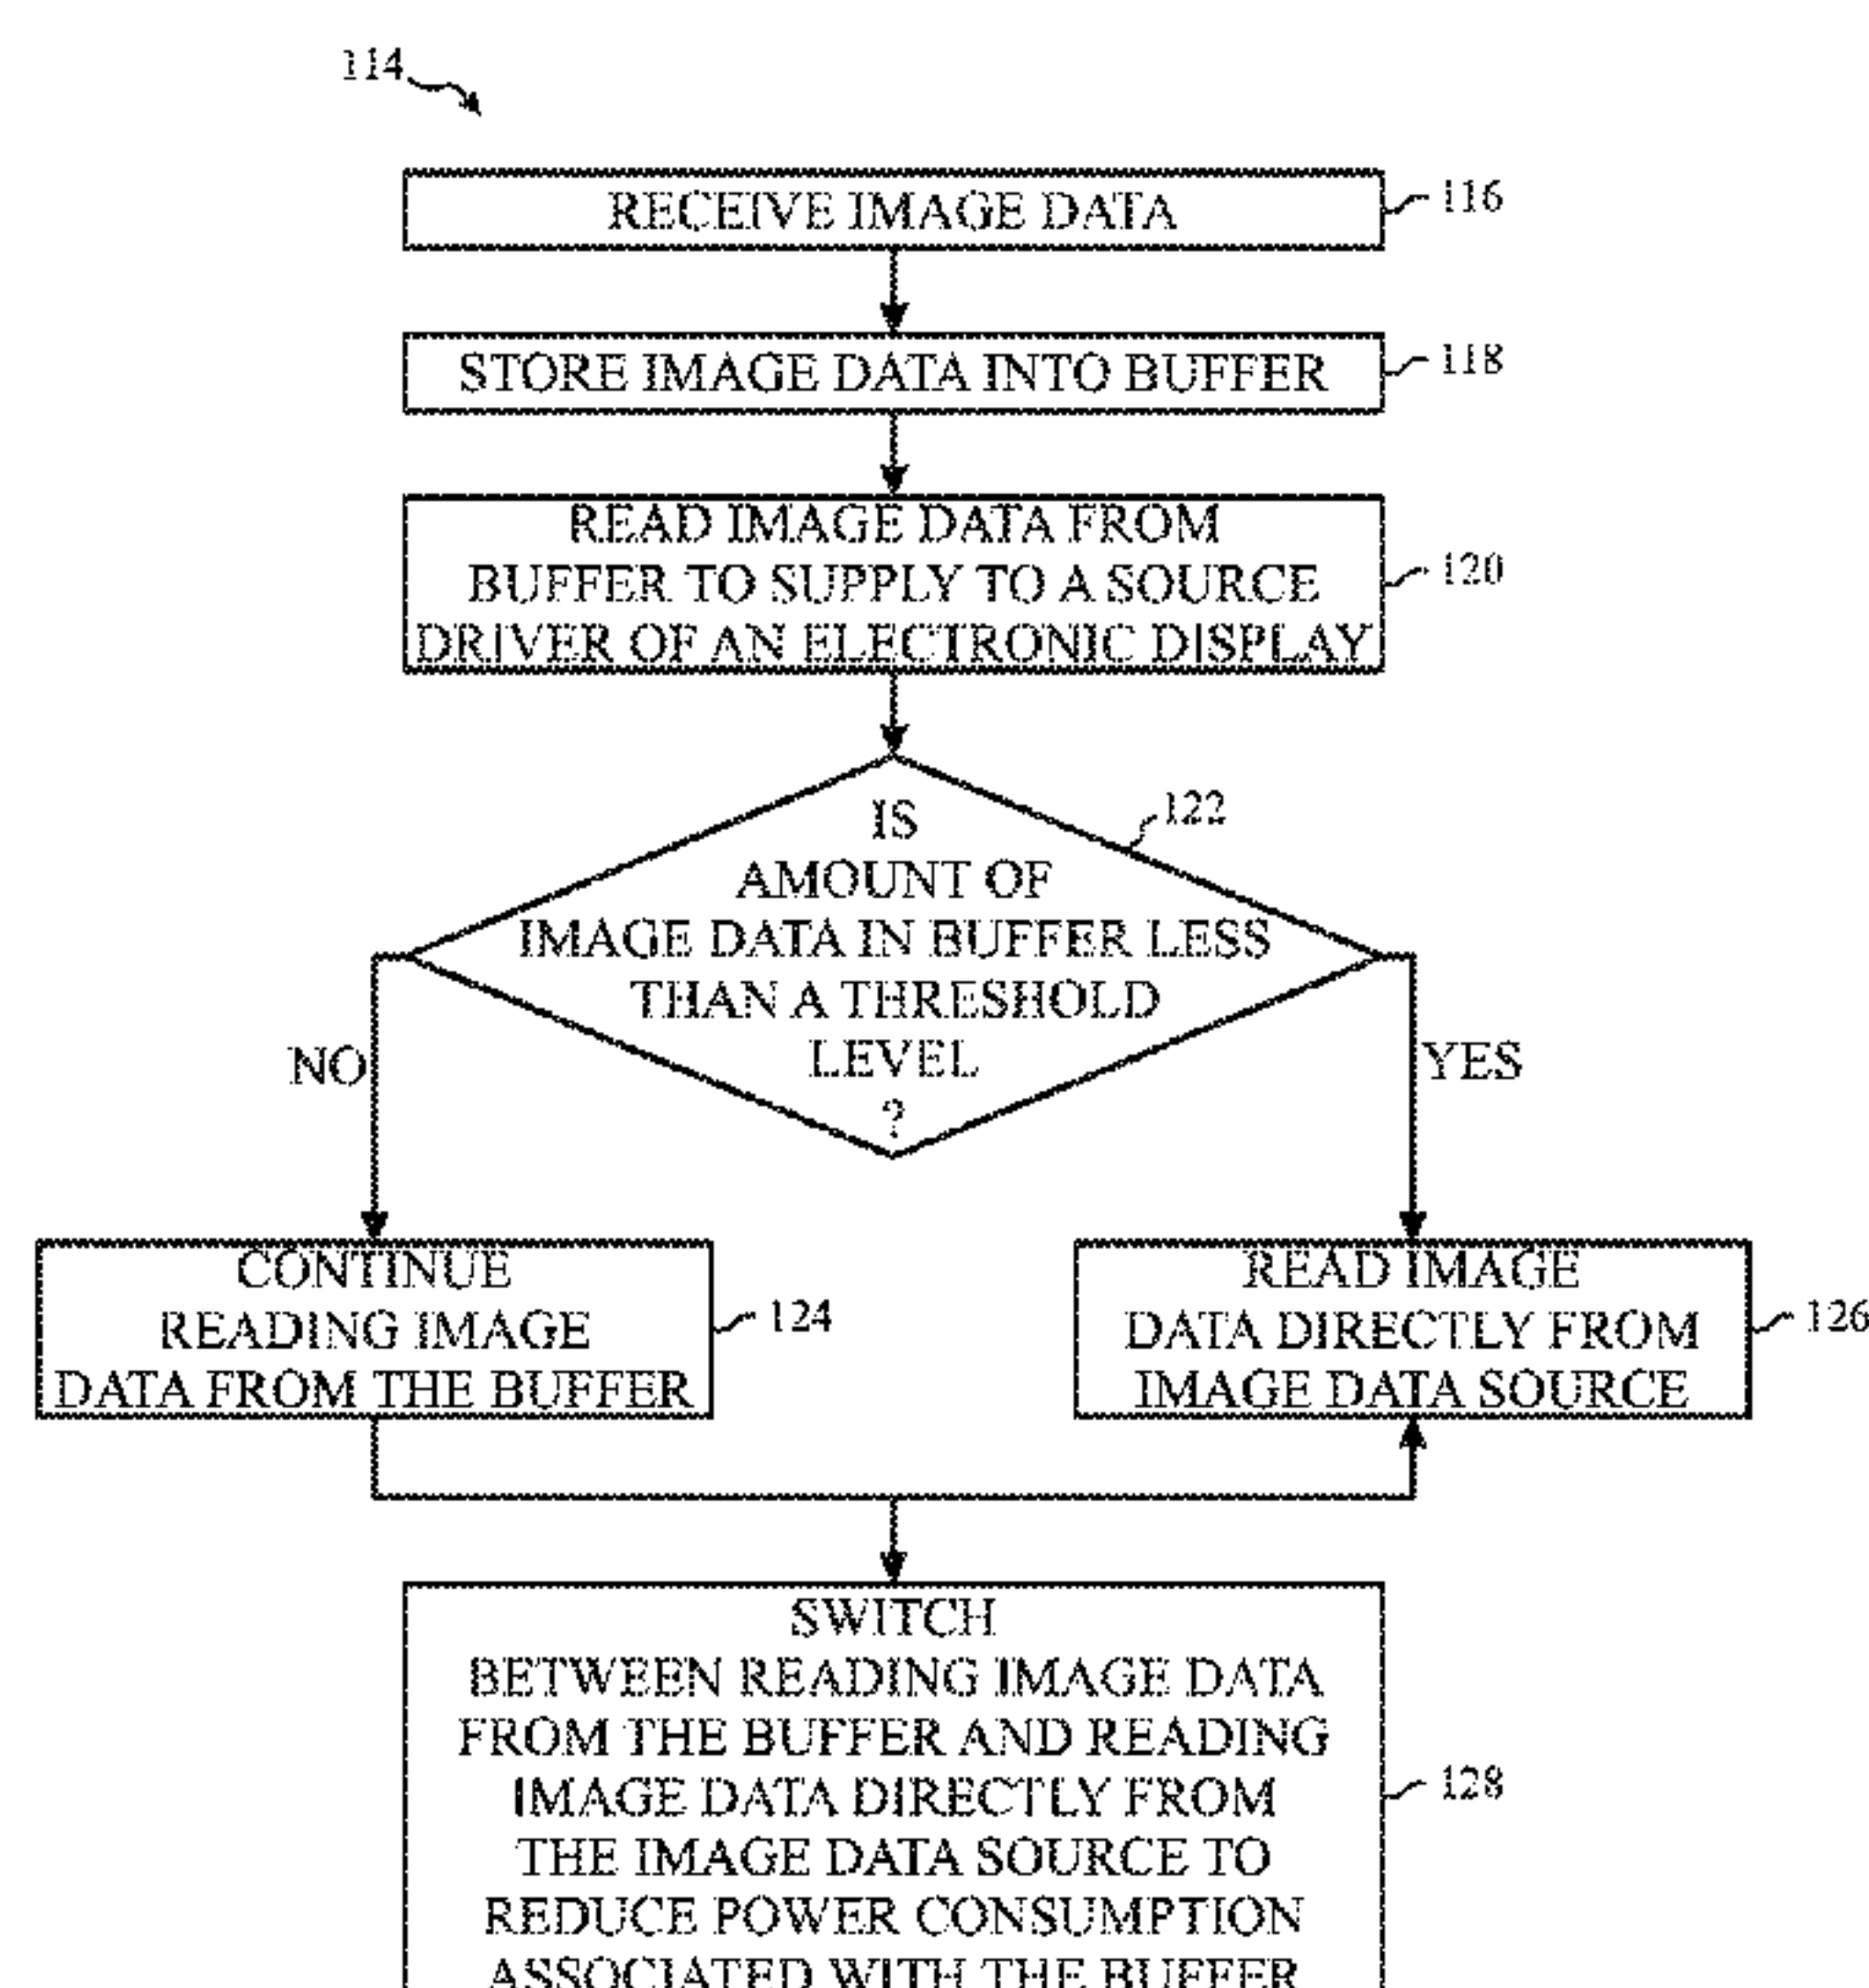 114
RECEIVE IMAGE DATA
116
STORE IMAGE DATA INTO BUFFER
118
READ IMAGE DATA FROM
BUFFER TO SUPPLY TO A SOURCE
DRIVER OF AN ELECTRONIC DISPLAY
120
IS
AMOUNT OF
IMAGE DATA IN BUFFER LESS
THAN A THRESHOLD
LEVEL
?
122
NO
YES
CONTINUE
READING IMAGE
DATA FROM THE BUFFER
124
READ IMAGE
DATA DIRECTLY FROM
IMAGE DATA SOURCE
126
SWITCH
BETWEEN READING IMAGE DATA
FROM THE BUFFER AND READING
IMAGE DATA DIRECTLY FROM
THE IMAGE DATA SOURCE TO
REDUCE POWER CONSUMPTION
ASSOCIATED WITH THE BUFFER
128